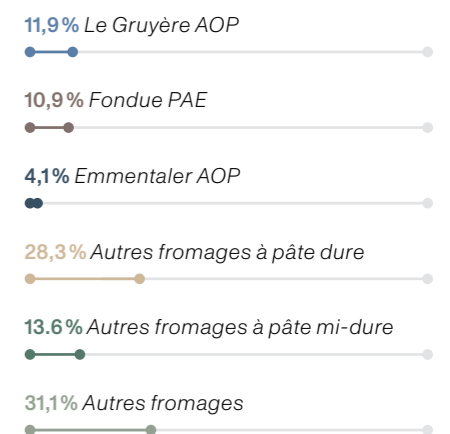 11,9% Le Gruyère AOP
10,9% Fondue PAE
4,1% Emmentaler AOP
28,3% Autres fromages à pâte dure
13.6% Autres fromages à pâte mi-dure
31,1% Autres fromages